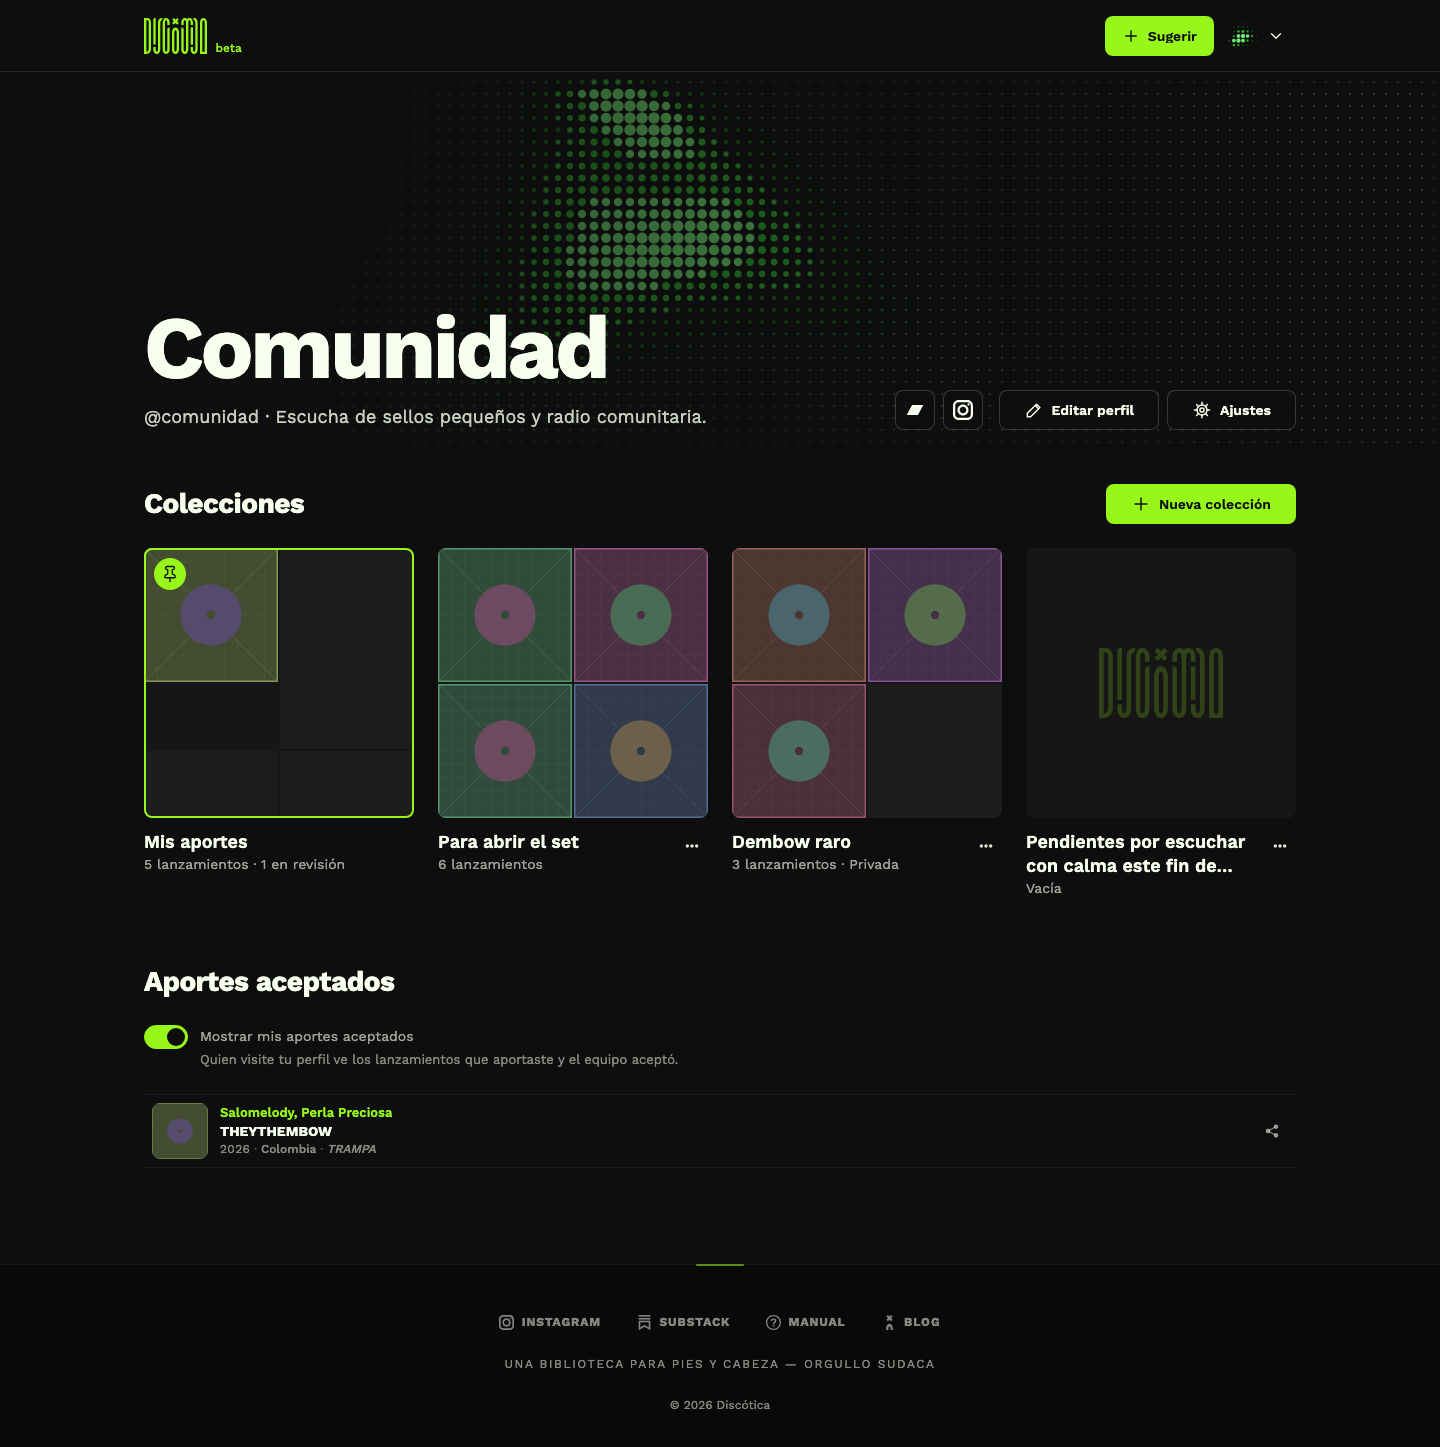 beta
Sugerir
Comunidad
@comunidad · Escucha de sellos pequeños y radio comunitaria.
Editar perfil
Ajustes
Colecciones
Nueva colección
Mis aportes
5 lanzamientos · 1 en revisión
Para abrir el set
6 lanzamientos
Dembow raro
3 lanzamientos · Privada
Pendientes por escuchar
con calma este fin de...
Vacía
Aportes aceptados
Mostrar mis aportes aceptados
Quien visite tu perfil ve los lanzamientos que aportaste y el equipo aceptó.
Salomelody, Perla Preciosa
THEYTHEMBOW
2026 · Colombia · TRAMPA
INSTAGRAM
SUBSTACK
MANUAL
BLOG
UNA BIBLIOTECA PARA PIES Y CABEZA — ORGULLO SUDACA
© 2026 Discótica